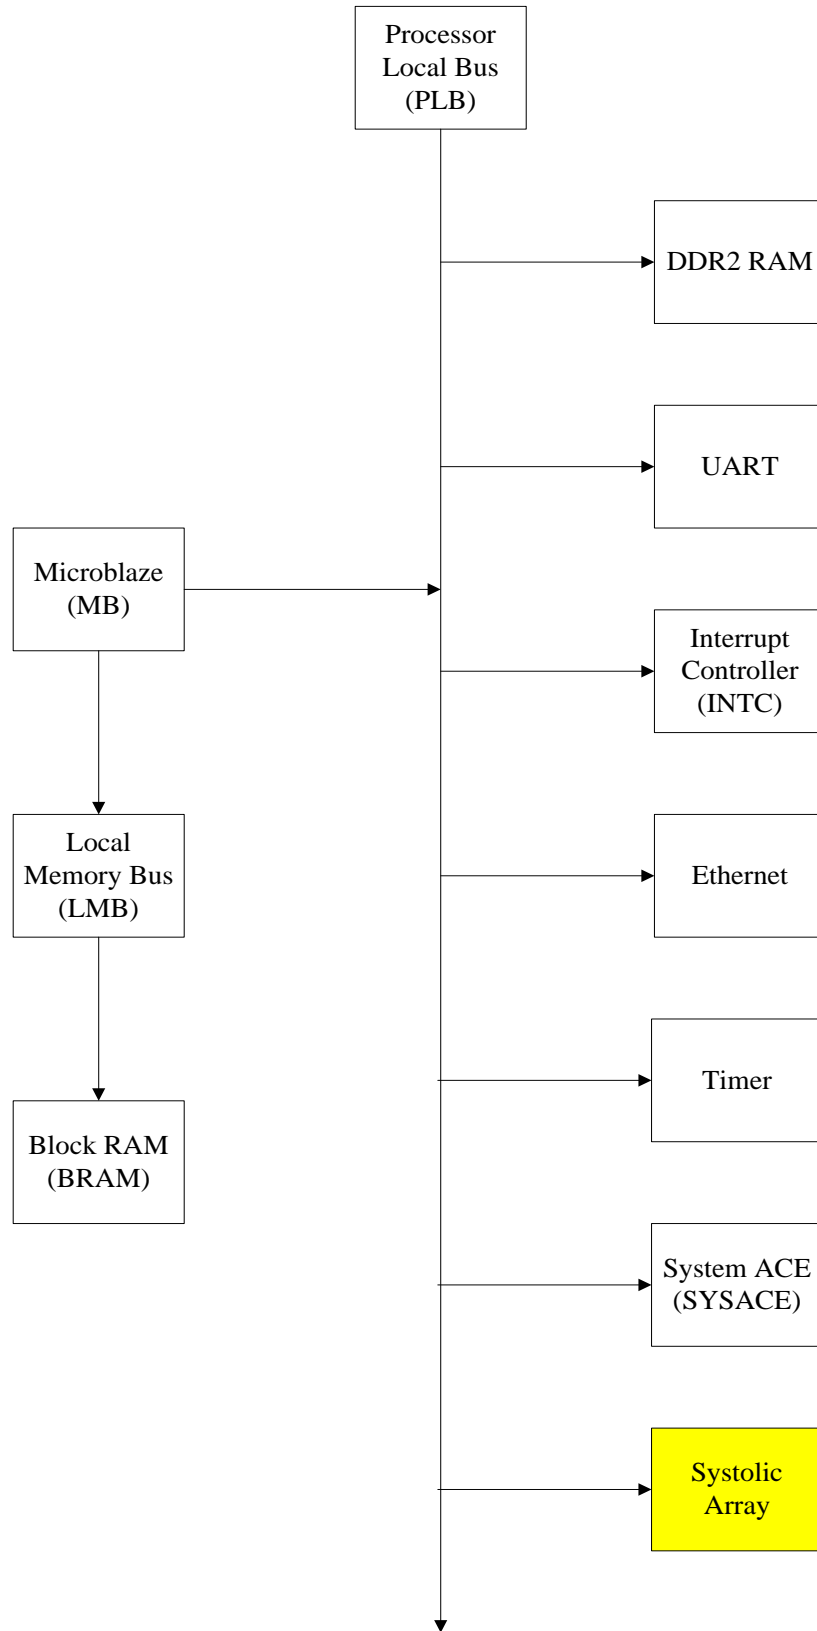 Processor
Local Bus
(PLB)
DDR2 RAM
UART
Microblaze
(MB)
Interrupt
Controller
(INTC)
Local
Memory Bus
(LMB)
Ethernet
Timer
Block RAM
(BRAM)
System ACE
(SYSACE)
Systolic
Array